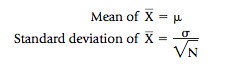 Mean of X̅ = μ
Standard deviation of X̅ = σ/√N